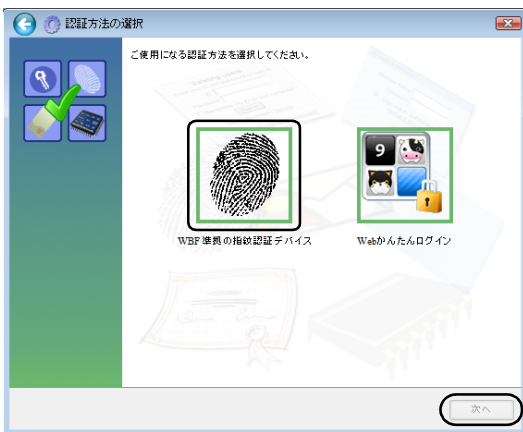 認証方法の選択
ご使用になる認証方法を選択してください。
9
WBF準拠の指紋認証デバイス
Webかんたんログイン
次へ